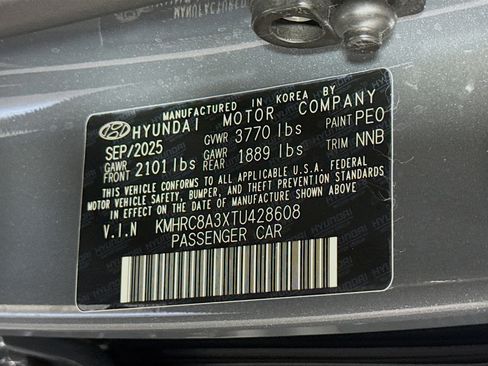 MANUFACTURED IN KOREA BY
HYUNDAI MOTOR COMPANY
SEP/2025 GVWR 3770 lbs PAINT PEO
GAWR FRONT 2101 lbs GAWR REAR 1889 lbs TRIM NNB
THIS VEHICLE CONFORMS TO ALL APPLICABLE U.S.A. FEDERAL
MOTOR VEHICLE SAFETY, BUMPER, AND THEFT PREVENTION
STANDARDS IN EFFECT ON THE DATE OF MANUFACTURE SHOWN ABOVE.
V.I.N KMHRC8A3XTU428608
PASSENGER CAR